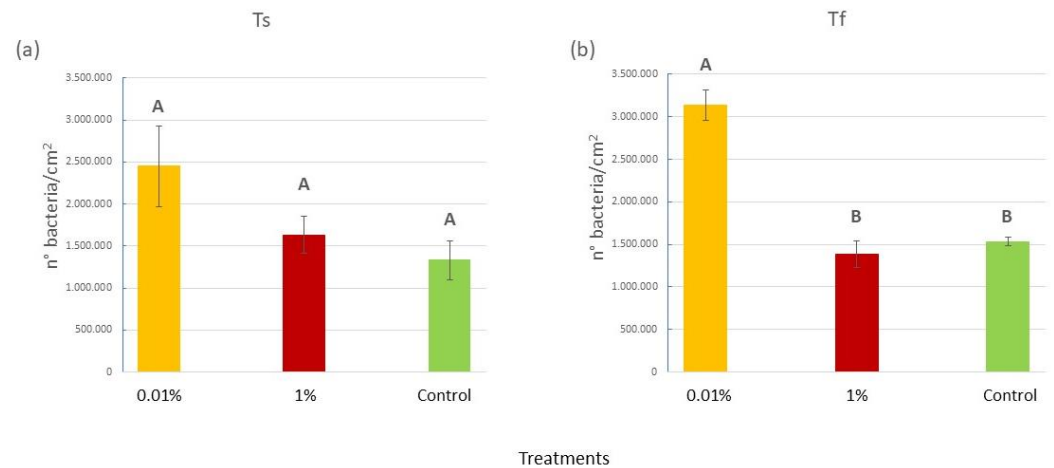 Ts
(a)
n° bacteria/cm²
3.500.000
3.000.000
2.500.000
2.000.000
1.500.000
1.000.000
500.000
0
A
A
A
0.01%
1%
Control
Tf
(b)
n° bacteria/cm²
3.500.000
3.000.000
2.500.000
2.000.000
1.500.000
1.000.000
500.000
0
A
B
B
0.01%
1%
Control
Treatments